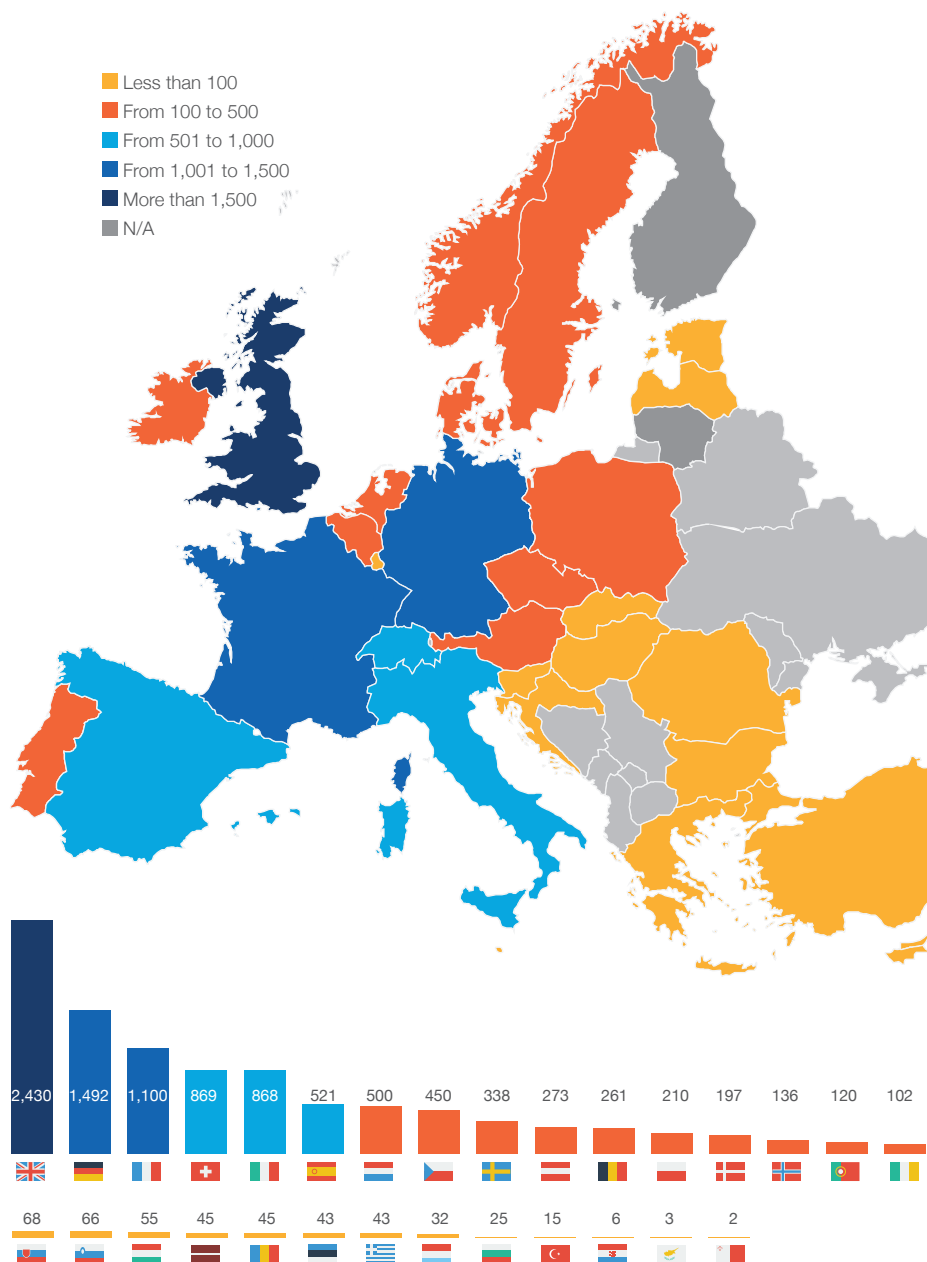 Less than 100
From 100 to 500
From 501 to 1,000
From 1,001 to 1,500
More than 1,500
N/A
2,430 1,492 1,100 869 868 521 500 450 338 273 261 210 197 136 120 102
68 66 55 45 45 43 43 32 25 15 6 3 2